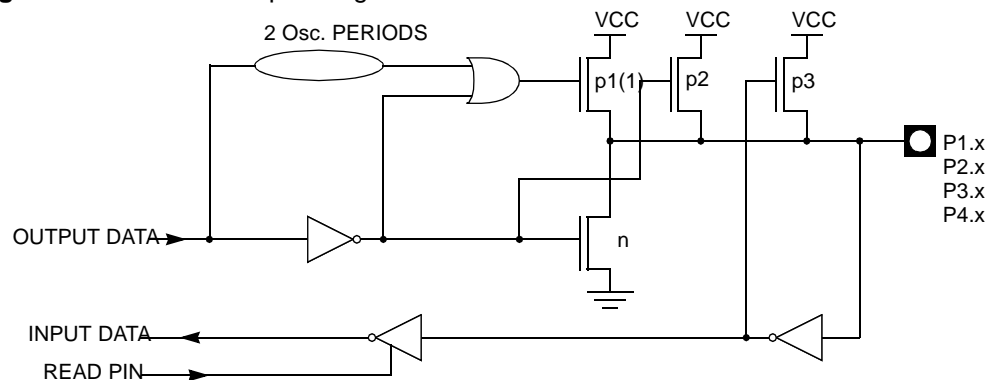 2 Osc. PERIODS
VCC
VCC
VCC
p1(1)
p2
p3
P1.x
P2.x
P3.x
P4.x
OUTPUT DATA
n
INPUT DATA
READ PIN